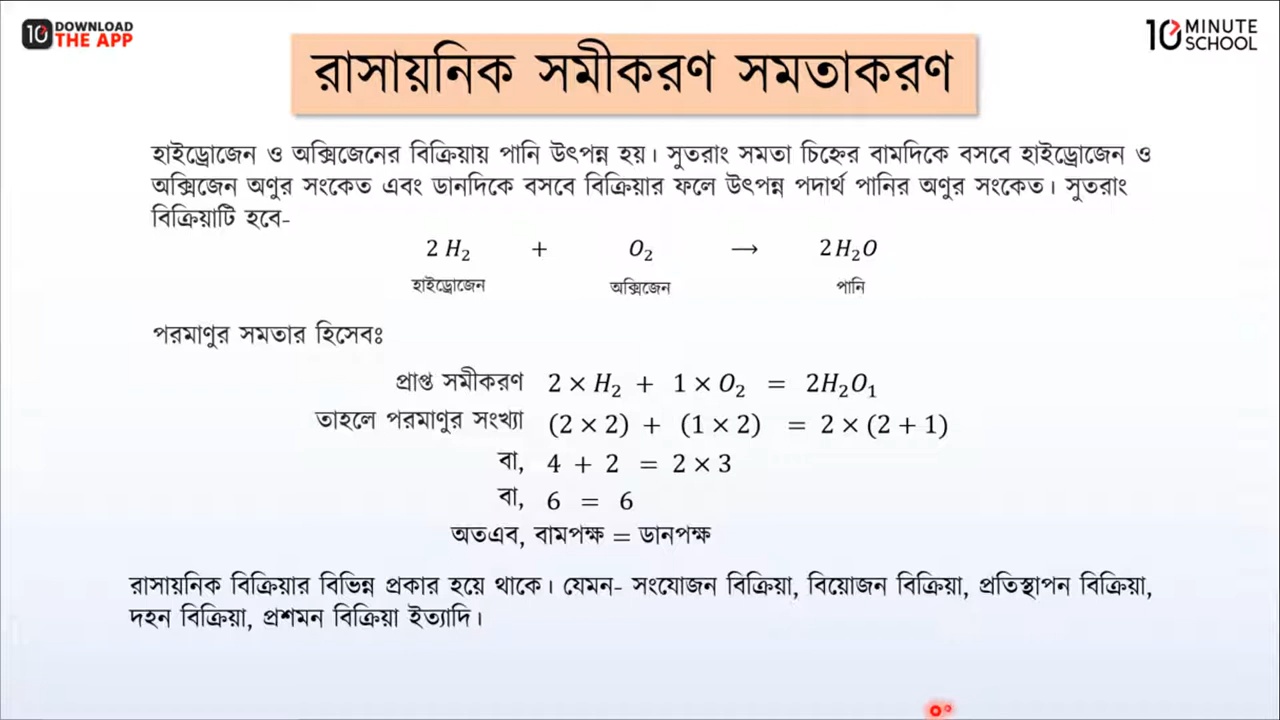 10 DOWNLOAD THE APP
10 MINUTE SCHOOL
রাসায়নিক সমীকরণ সমতাকরণ
হাইড্রোজেন ও অক্সিজেনের বিক্রিয়ায় পানি উৎপন্ন হয়। সুতরাং সমতা চিহ্নের বামদিকে বসবে হাইড্রোজেন ও
অক্সিজেন অণুর সংকেত এবং ডানদিকে বসবে বিক্রিয়ার ফলে উৎপন্ন পদার্থ পানির অণুর সংকেত। সুতরাং
বিক্রিয়াটি হবে-
2 H₂ + O₂ → 2H₂O
হাইড্রোজেন অক্সিজেন পানি
পরমাণুর সমতার হিসেবঃ
প্রাপ্ত সমীকরণ 2 × H₂ + 1 × O₂ = 2H₂O₁
তাহলে পরমাণুর সংখ্যা (2 × 2) + (1 × 2) = 2 × (2 + 1)
বা, 4 + 2 = 2 × 3
বা, 6 = 6
অতএব, বামপক্ষ = ডানপক্ষ
রাসায়নিক বিক্রিয়ার বিভিন্ন প্রকার হয়ে থাকে। যেমন- সংযোজন বিক্রিয়া, বিয়োজন বিক্রিয়া, প্রতিস্থাপন বিক্রিয়া,
দহন বিক্রিয়া, প্রশমন বিক্রিয়া ইত্যাদি।